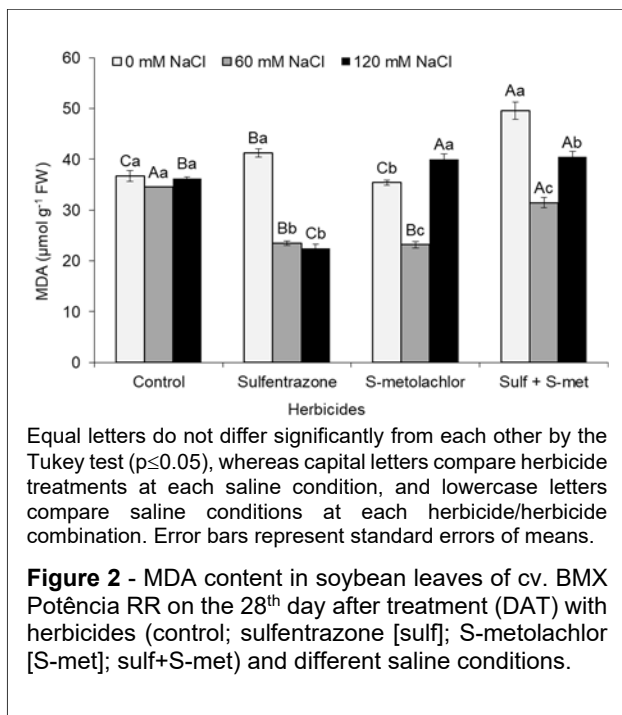 60
0 mM NaCl 60 mM NaCl 120 mM NaCl
50
40
30
20
10
0
MDA (µmol g⁻¹ FW)
Ca Aa Ba
Ba Bb Cb
Cb Bc Aa
Aa Ac Ab
Control Sulfentrazone S-metolachlor Sulf + S-met
Herbicides
Equal letters do not differ significantly from each other by the
Tukey test (p≤0.05), whereas capital letters compare herbicide
treatments at each saline condition, and lowercase letters
compare saline conditions at each herbicide/herbicide
combination. Error bars represent standard errors of means.
Figure 2 - MDA content in soybean leaves of cv. BMX
Potência RR on the 28th day after treatment (DAT) with
herbicides (control; sulfentrazone [sulf]; S-metolachlor
[S-met]; sulf+S-met) and different saline conditions.